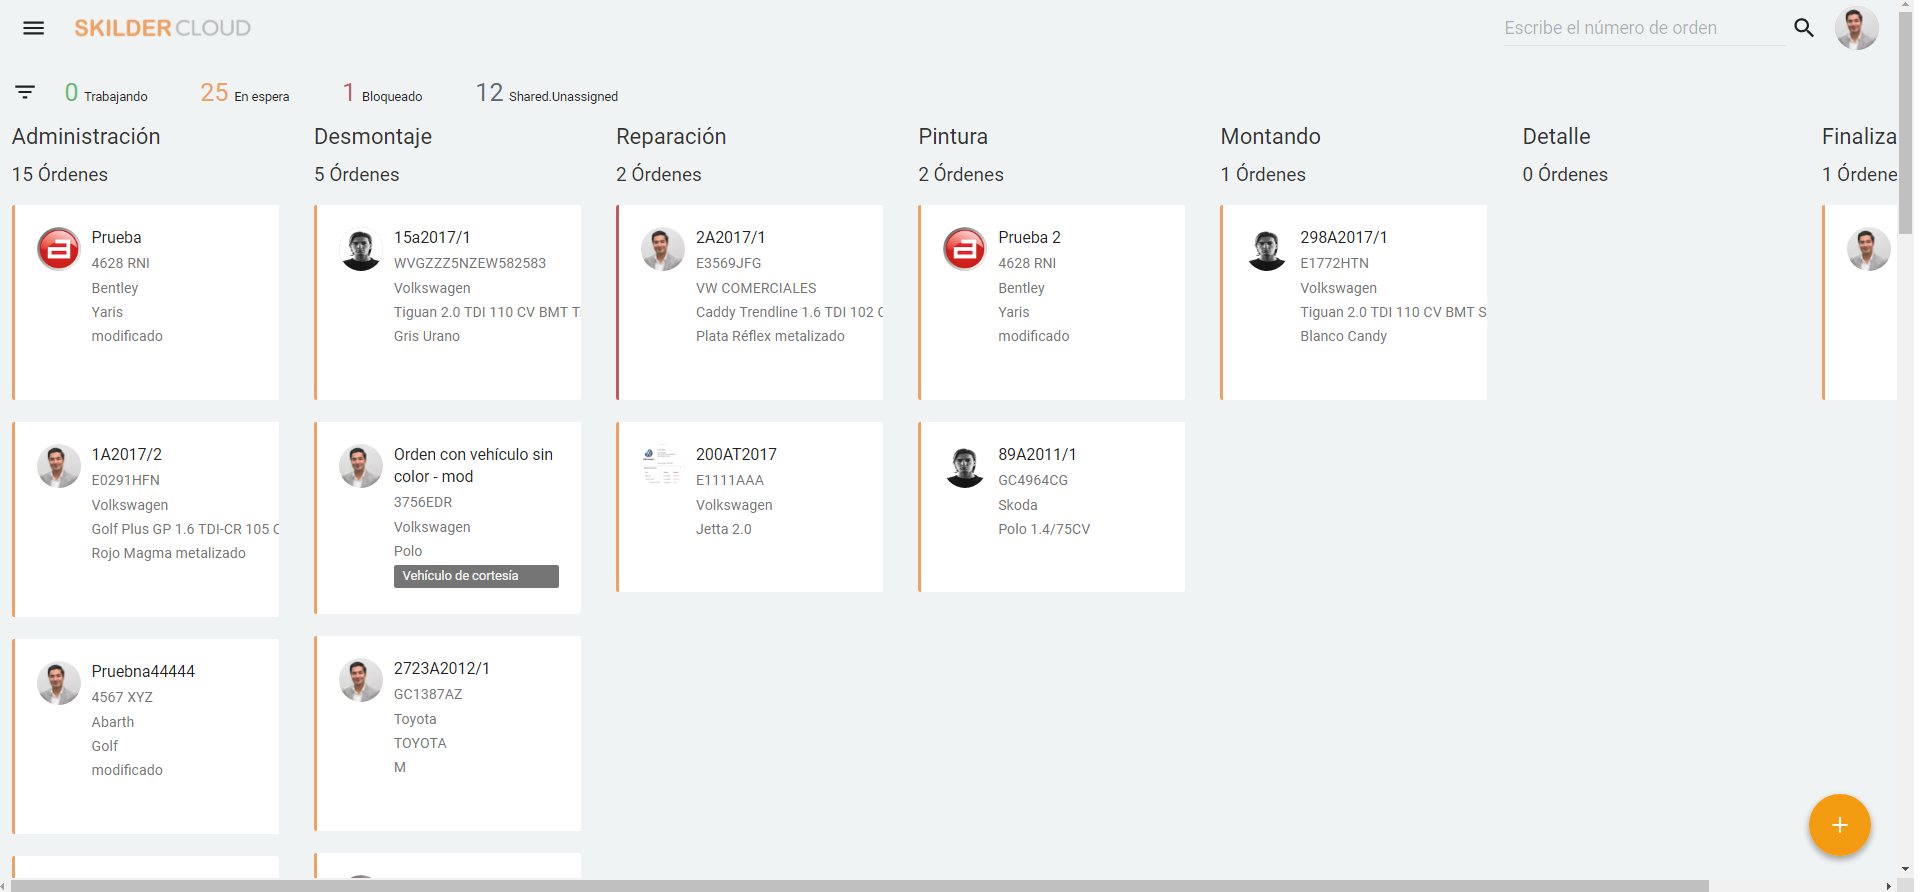 SKILDER CLOUD
Escribe el número de orden
0 Trabajando
25 En espera
1 Bloqueado
12 Shared.Unassigned
Administración
15 Órdenes
Prueba
4628 RNI
Bentley
Yaris
modificado
1A2017/2
E0291HFN
Volkswagen
Golf Plus GP 1.6 TDI-CR 105 C
Rojo Magma metalizado
Pruebna44444
4567 XYZ
Abarth
Golf
modificado
Desmontaje
5 Órdenes
15a2017/1
WVGZZZ5NZEW582583
Volkswagen
Tiguan 2.0 TDI 110 CV BMT T
Gris Urano
Orden con vehículo sin
color - mod
3756EDR
Volkswagen
Polo
Vehículo de cortesía
2723A2012/1
GC1387AZ
Toyota
TOYOTA
M
Reparación
2 Órdenes
2A2017/1
E3569JFG
VW COMERCIALES
Caddy Trendline 1.6 TDI 102 C
Plata Réflex metalizado
200AT2017
E1111AAA
Volkswagen
Jetta 2.0
Pintura
2 Órdenes
Prueba 2
4628 RNI
Bentley
Yaris
modificado
89A2011/1
GC4964CG
Skoda
Polo 1.4/75CV
Montando
1 Órdenes
298A2017/1
E1772HTN
Volkswagen
Tiguan 2.0 TDI 110 CV BMT S
Blanco Candy
Detalle
0 Órdenes
Finaliza
1 Órdene